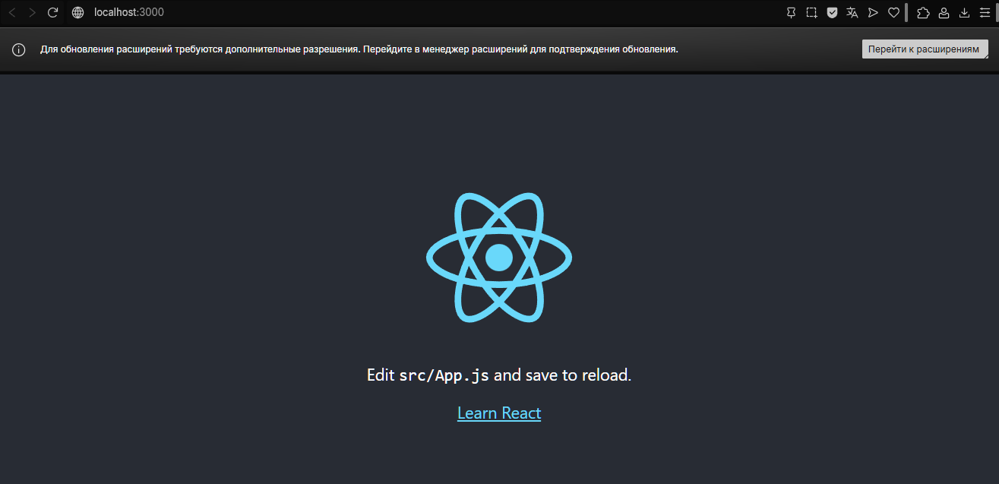 localhost:3000
Для обновления расширений требуются дополнительные разрешения. Перейдите в менеджер расширений для подтверждения обновления.
Перейти к расширениям
Edit src/App.js and save to reload.
Learn React